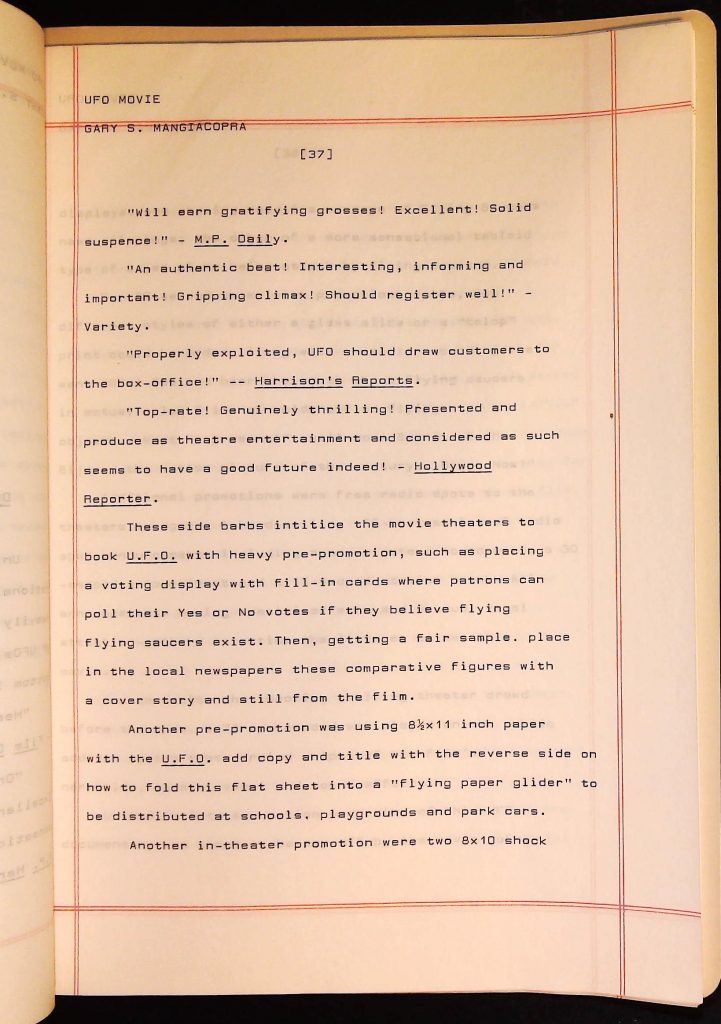 UFO MOVIE
GARY S. MANGIACOPRA
[37]
"Will earn gratifying grosses! Excellent! Solid
suspence!" - M.P. Daily.
"An authentic beat! Interesting, informing and
important! Gripping climax! Should register well!" -
Variety.
"Properly exploited, UFO should draw customers to
the box-office!" -- Harrison's Reports.
"Top-rate! Genuinely thrilling! Presented and
produce as theatre entertainment and considered as such
seems to have a good future indeed! - Hollywood
Reporter.
These side barbs intitice the movie theaters to
book U.F.O. with heavy pre-promotion, such as placing
a voting display with fill-in cards where patrons can
poll their Yes or No votes if they believe flying
flying saucers exist. Then, getting a fair sample. place
in the local newspapers these comparative figures with
a cover story and still from the film.
Another pre-promotion was using 8½x11 inch paper
with the U.F.O. add copy and title with the reverse side on
how to fold this flat sheet into a "flying paper glider" to
be distributed at schools. playgrounds and park cars.
Another in-theater promotion were two 8x10 shock